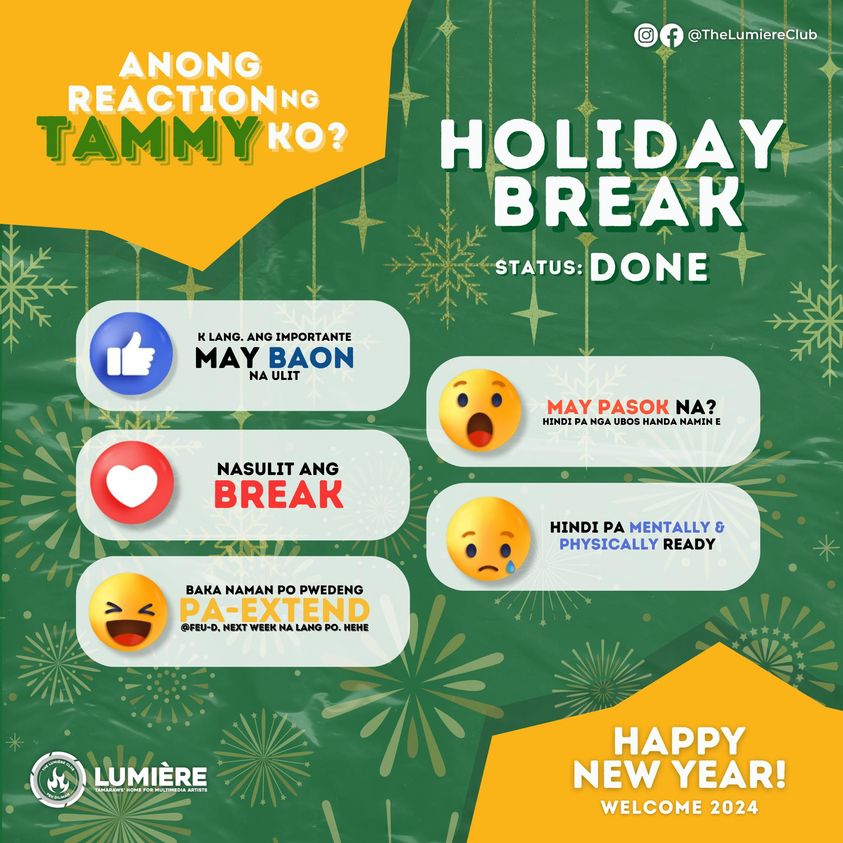 @TheLumiereClub
ANONG
REACTION NG
TAMMY KO?
HOLIDAY
BREAK
STATUS: DONE
K LANG. ANG IMPORTANTE
MAY BAON
NA ULIT
MAY PASOK NA?
HINDI PA NGA UBOS HANDA NAMIN E
NASULIT ANG
BREAK
HINDI PA MENTALLY &
PHYSICALLY READY
BAKA NAMAN PO PWEDENG
PA-EXTEND
@FEU-D, NEXT WEEK NA LANG PO. HEHE
LUMIÈRE
TAMARAWS' HOME FOR MULTIMEDIA ARTISTS
HAPPY
NEW YEAR!
WELCOME 2024